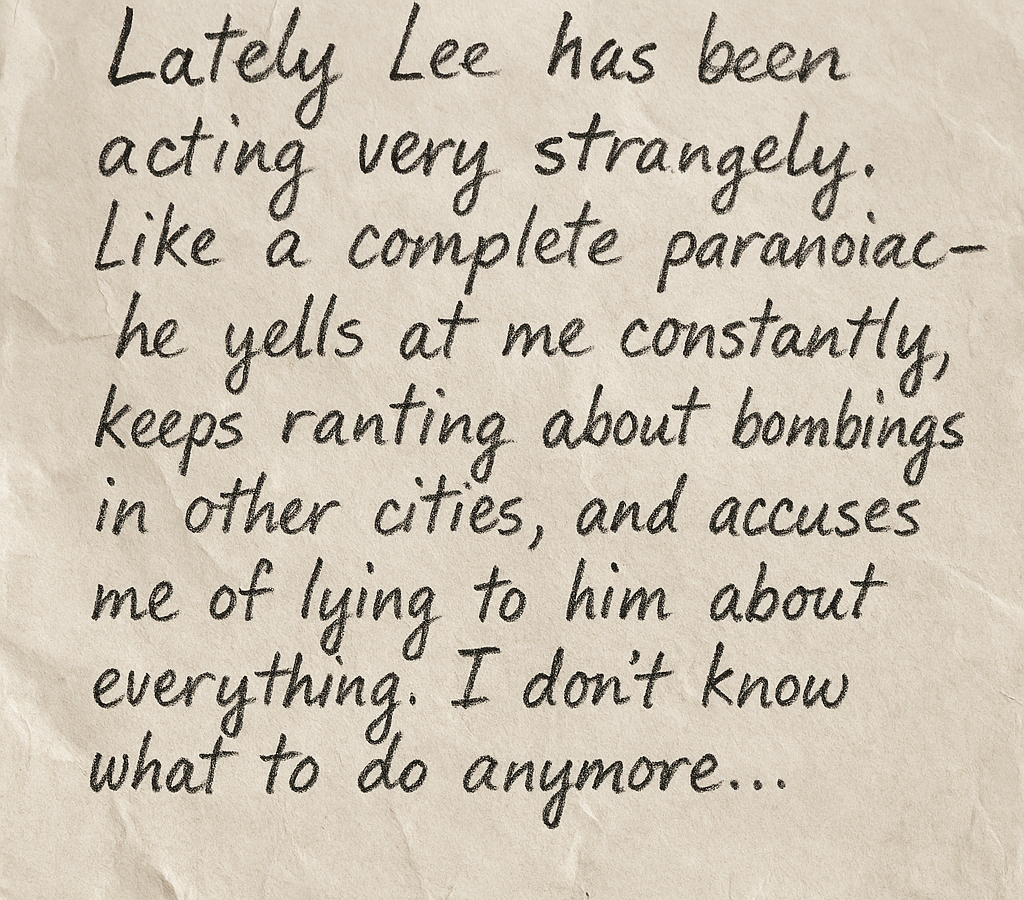 Lately Lee has been
acting very strangely.
Like a complete paranoiac–
he yells at me constantly,
keeps ranting about bombings
in other cities, and accuses
me of lying to him about
everything. I don't know
what to do anymore...